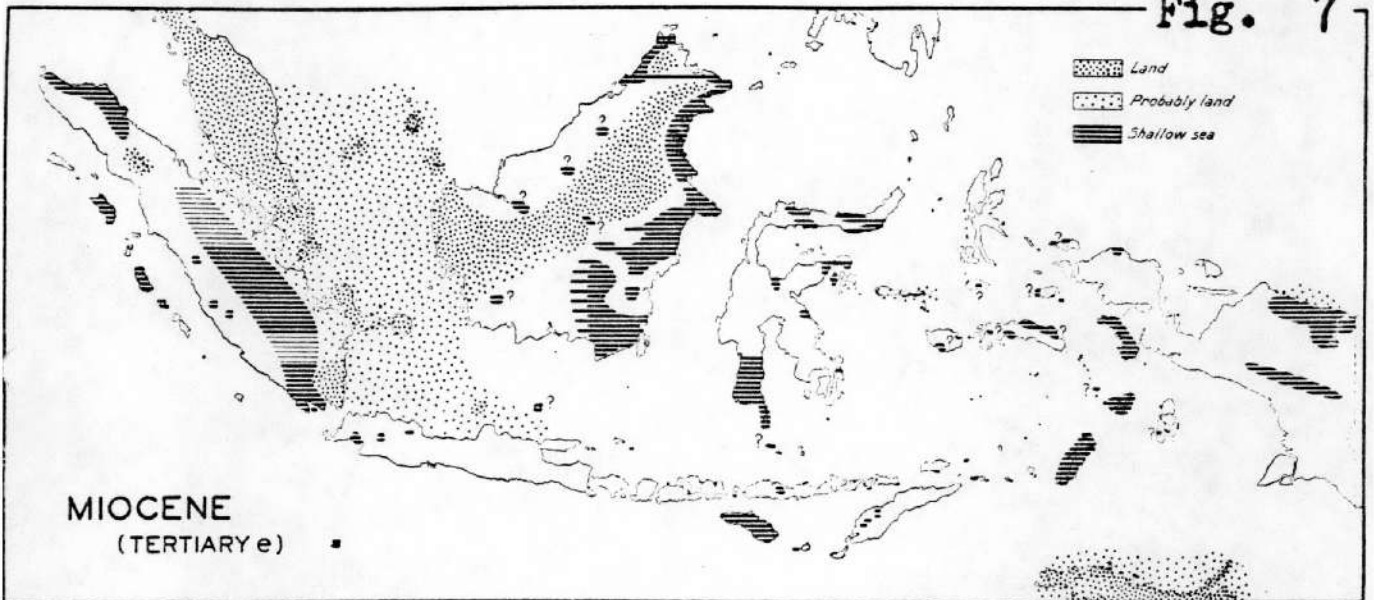 Fig. 7
Land
Probably land
Shallow sea
?
?
?
?
?
?
?
?
?
?
?
?
?
MIOCENE
(TERTIARY e)